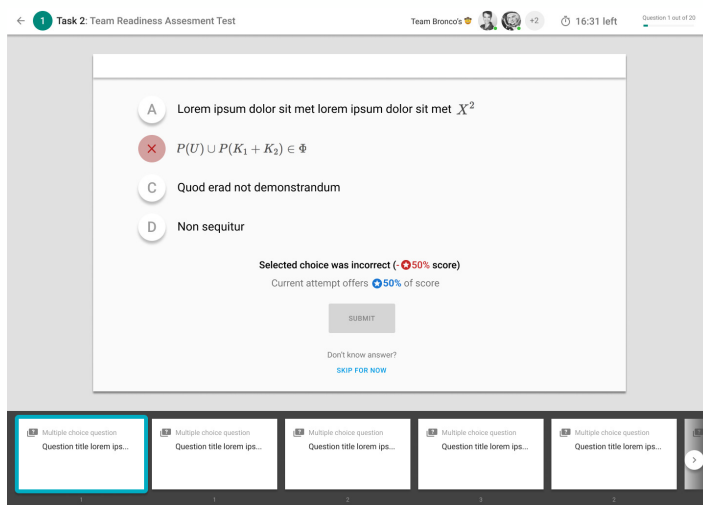 1 Task 2: Team Readiness Assesment Test
Team Bronco's 🤠 +2 16:31 left Question 1 out of 20
A Lorem ipsum dolor sit met lorem ipsum dolor sit met X²
P(U) ∪ P(K₁ + K₂) ∈ Φ
C Quod erad not demonstrandum
D Non sequitur
Selected choice was incorrect (-50% score)
Current attempt offers 50% of score
SUBMIT
Don't know answer?
SKIP FOR NOW
Multiple choice question
Question title lorem ips...
1
Multiple choice question
Question title lorem ips...
1
Multiple choice question
Question title lorem ips...
2
Multiple choice question
Question title lorem ips...
3
Multiple choice question
Question title lorem ips...
2